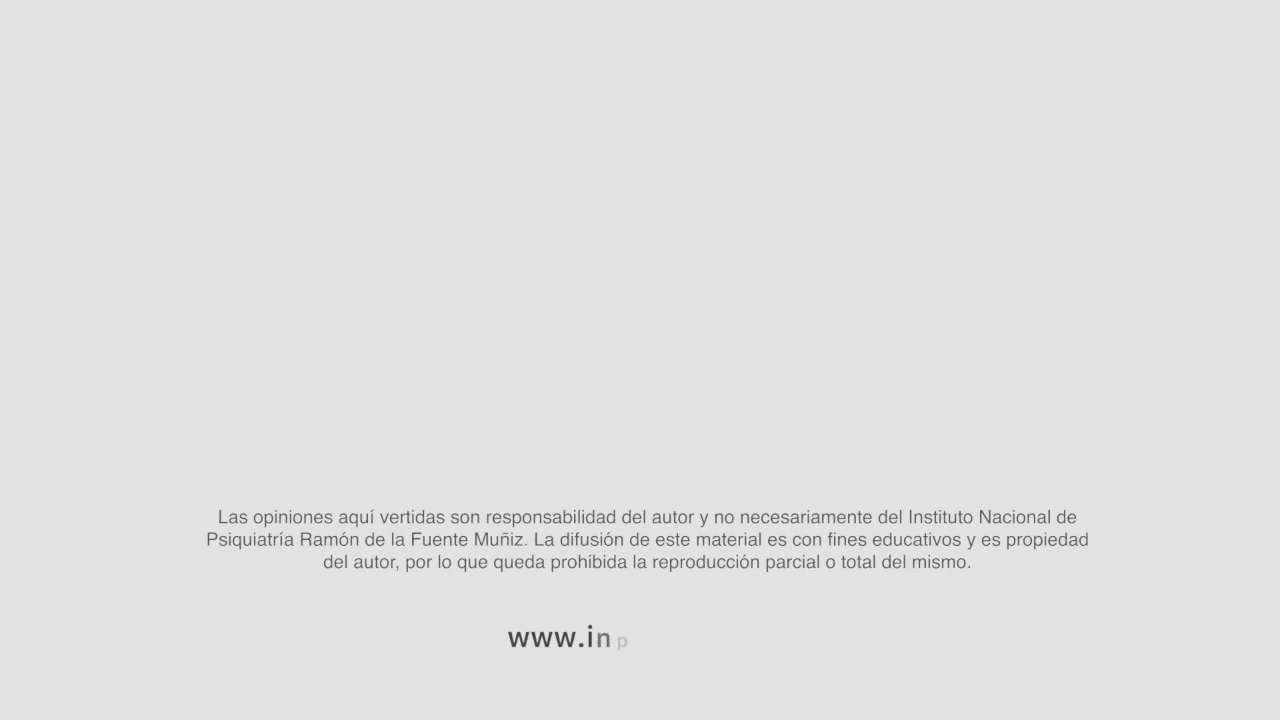 Las opiniones aquí vertidas son responsabilidad del autor y no necesariamente del Instituto Nacional de
Psiquiatría Ramón de la Fuente Muñiz. La difusión de este material es con fines educativos y es propiedad
del autor, por lo que queda prohibida la reproducción parcial o total del mismo.
www.inp